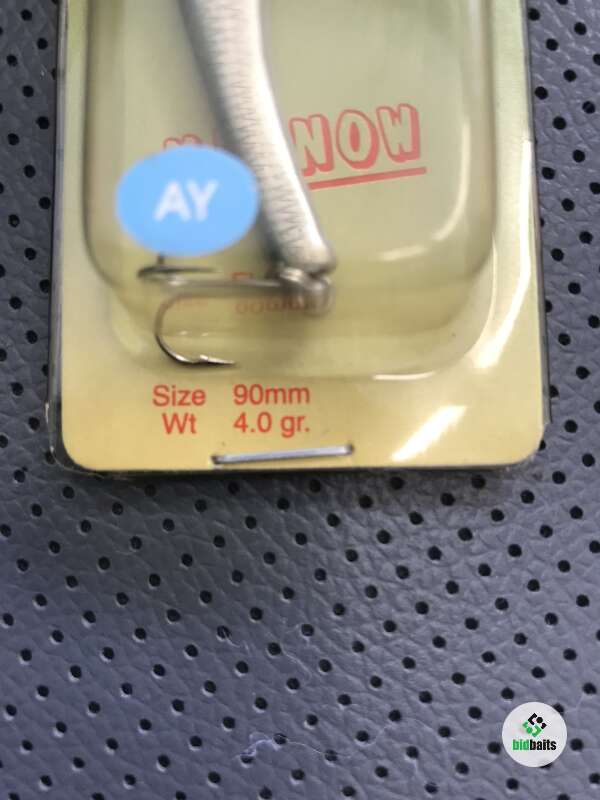 NOW
AY
Size 90mm
Wt 4.0 gr.
bidbaits